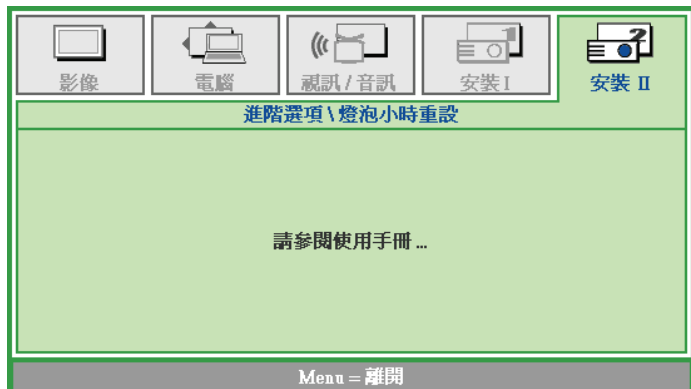 影像
電腦
視訊 / 音訊
安裝 I
安裝 II
進階選項 \ 燈泡小時重設
請參閱使用手冊 ...
Menu = 離開